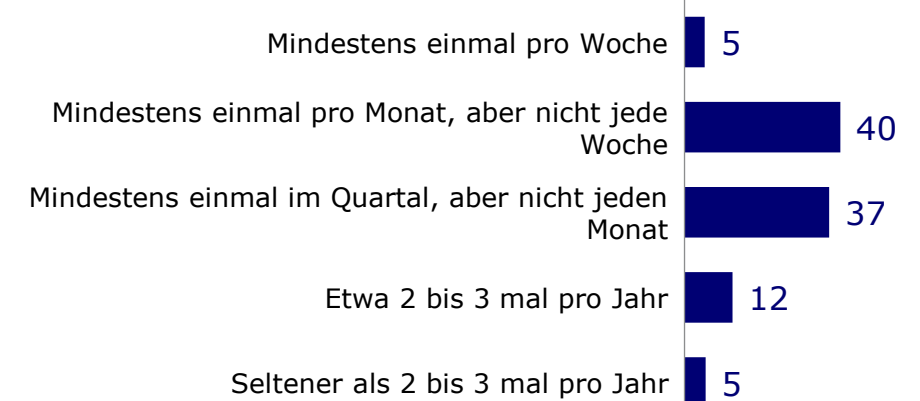 Mindestens einmal pro Woche 5
Mindestens einmal pro Monat, aber nicht jede
Woche 40
Mindestens einmal im Quartal, aber nicht jeden
Monat 37
Etwa 2 bis 3 mal pro Jahr 12
Seltener als 2 bis 3 mal pro Jahr 5